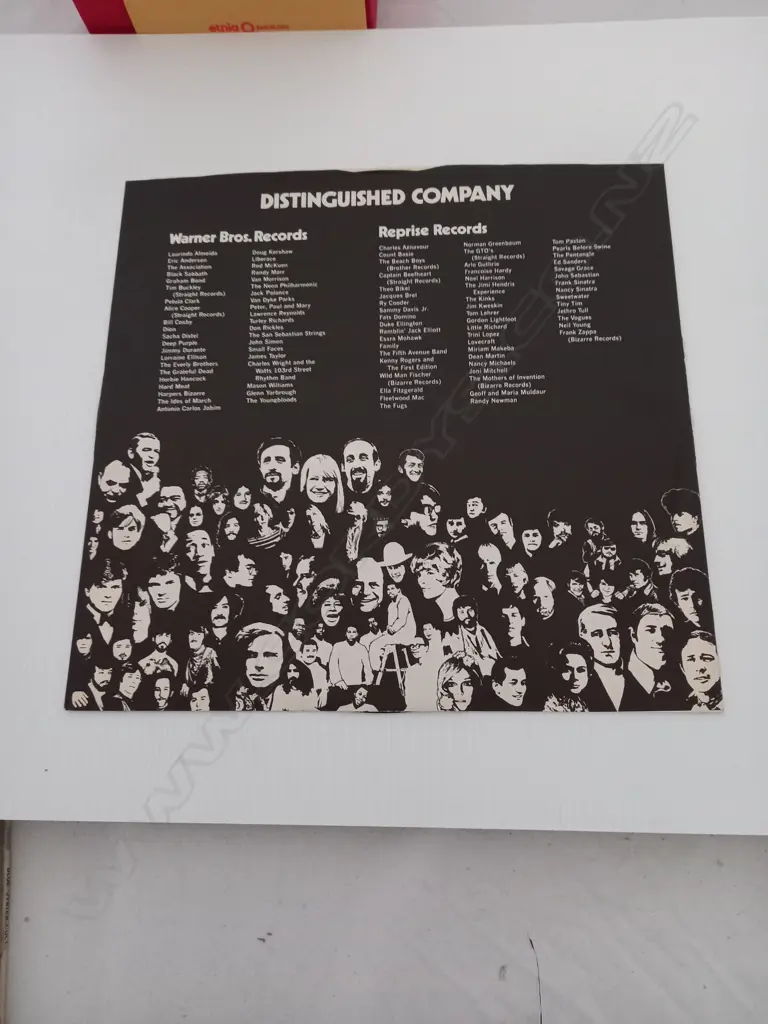 DISTINGUISHED COMPANY
Warner Bros. Records
Laurindo Almeida
Eric Andersen
The Association
Black Sabbath
Graham Bond
Tim Buckley
(Straight Records)
Petula Clark
Alice Cooper
(Straight Records)
Bill Cosby
Dion
Sacha Distel
Deep Purple
Jimmy Durante
Lorraine Ellison
The Everly Brothers
The Grateful Dead
Herbie Hancock
Hard Meat
Harpers Bizarre
The Ides of March
Antonio Carlos Jobim
Doug Kershaw
Liberace
Rod McKuen
Randy Marr
Van Morrison
The Neon Philharmonic
Jack Palance
Van Dyke Parks
Peter, Paul and Mary
Lawrence Reynolds
Turley Richards
Don Rickles
The San Sebastian Strings
John Simon
Small Faces
James Taylor
Charles Wright and the
Watts 103rd Street
Rhythm Band
Mason Williams
Glenn Yarbrough
The Youngbloods
Reprise Records
Charles Aznavour
Count Basie
The Beach Boys
(Brother Records)
Captain Beefheart
(Straight Records)
Theo Bikel
Jacques Brel
Ry Cooder
Sammy Davis Jr.
Fats Domino
Duke Ellington
Ramblin' Jack Elliott
Essra Mohawk
Family
The Fifth Avenue Band
Kenny Rogers and
The First Edition
Wild Man Fischer
(Bizarre Records)
Ella Fitzgerald
Fleetwood Mac
The Fugs
Norman Greenbaum
The GTO's
(Straight Records)
Arlo Guthrie
Francoise Hardy
Noel Harrison
The Jimi Hendrix
Experience
The Kinks
Jim Kweskin
Tom Lehrer
Gordon Lightfoot
Little Richard
Trini Lopez
Lovecraft
Miriam Makeba
Dean Martin
Nancy Michaels
Joni Mitchell
The Mothers of Invention
(Bizarre Records)
Geoff and Maria Muldaur
Randy Newman
Tom Paxton
Pearls Before Swine
The Pentangle
Ed Sanders
Savage Grace
John Sebastian
Frank Sinatra
Nancy Sinatra
Sweetwater
Tiny Tim
Jethro Tull
The Vogues
Neil Young
Frank Zappa
(Bizarre Records)